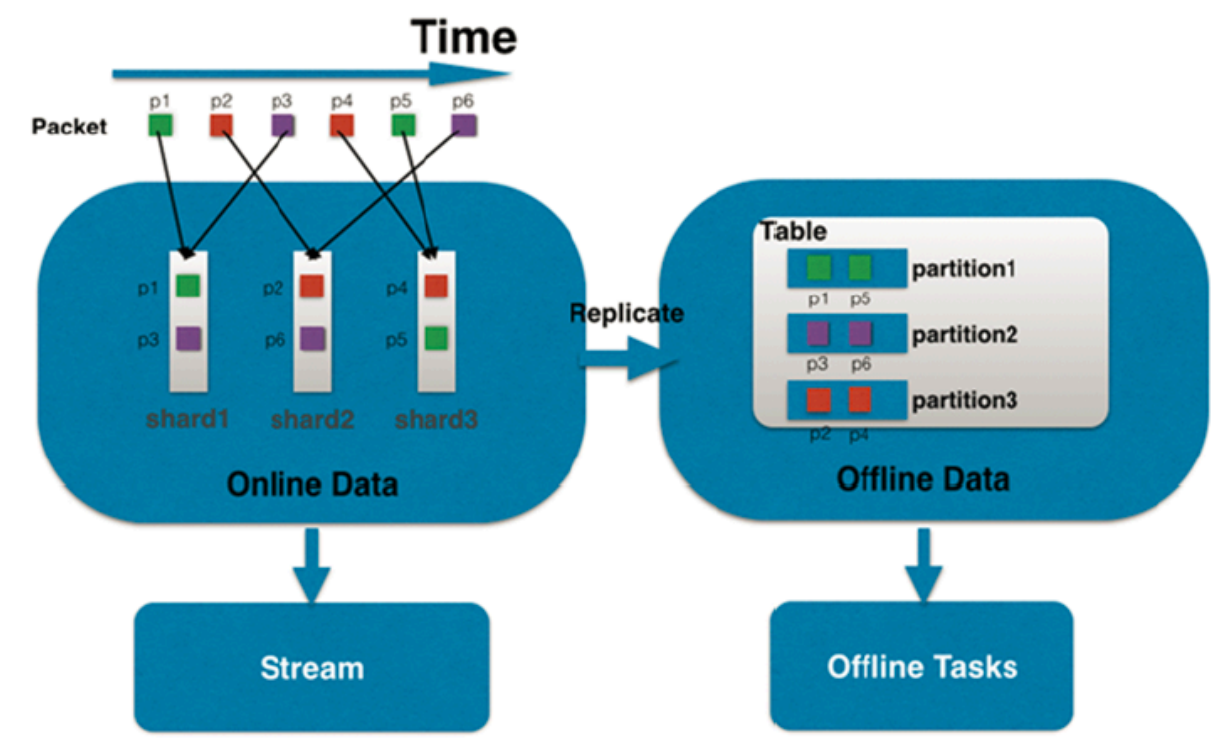 Time
p1 p2 p3 p4 p5 p6
Packet
p1 p2 p4
p3 p6 p5
shard1 shard2 shard3
Online Data
Replicate
Table
partition1
p1 p5
partition2
p3 p6
partition3
p2 p4
Offline Data
Stream
Offline Tasks